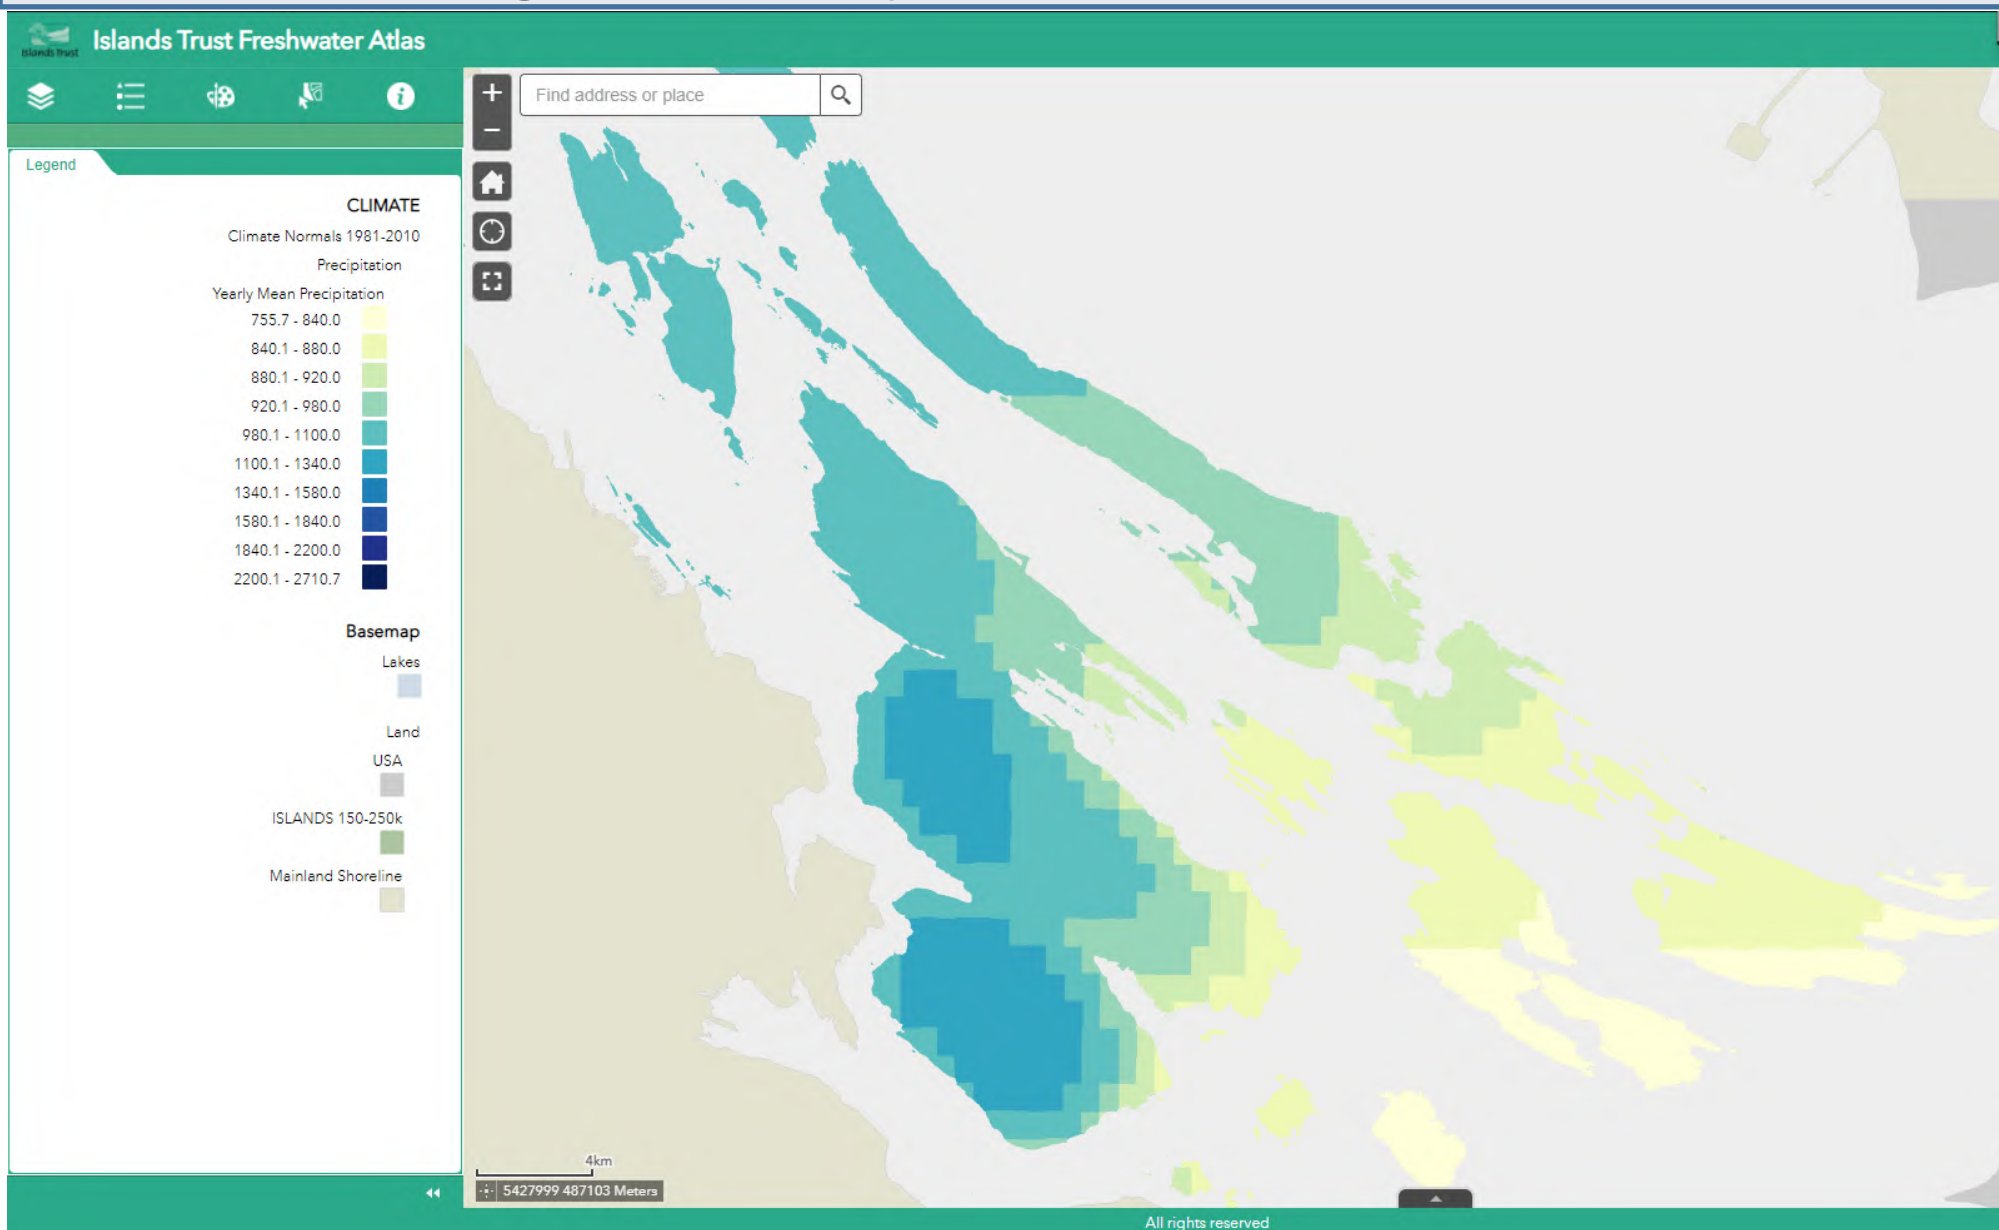 Islands Trust
Islands Trust Freshwater Atlas
Find address or place
Legend
CLIMATE
Climate Normals 1981-2010
Precipitation
Yearly Mean Precipitation
755.7 - 840.0
840.1 - 880.0
880.1 - 920.0
920.1 - 980.0
980.1 - 1100.0
1100.1 - 1340.0
1340.1 - 1580.0
1580.1 - 1840.0
1840.1 - 2200.0
2200.1 - 2710.7
Basemap
Lakes
Land
USA
ISLANDS 150-250k
Mainland Shoreline
4km
5427999 487103 Meters
All rights reserved